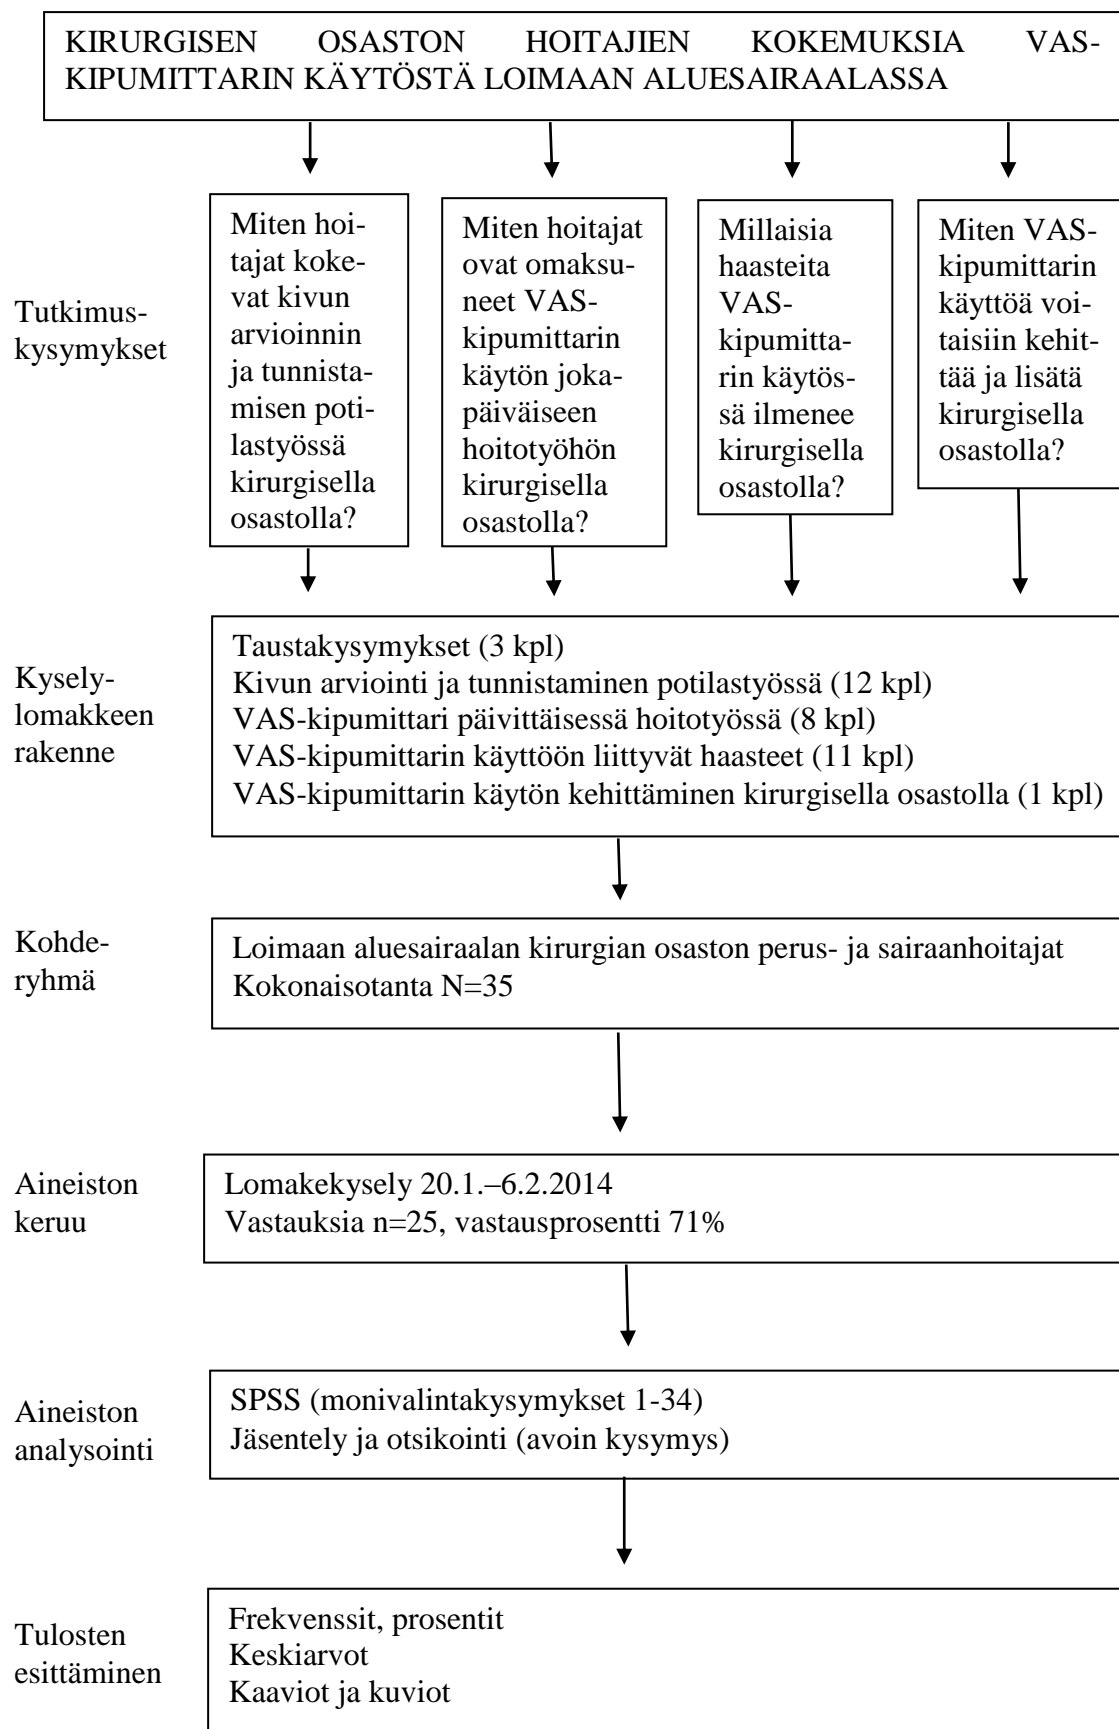 KIRURGISEN OSASTON HOITAJIEN KOKEMUKSIA VAS-
KIPUMITTARIN KÄYTÖSTÄ LOIMAAN ALUESAIRAALASSA
Tutkimus-
kysymykset
Miten hoi-
tajat koke-
vat kivun
arvioinnin
ja tunnista-
misen poti-
lastyössä
kirurgisella
osastolla?
Miten hoitajat
ovat omaksu-
neet VAS-
kipumittarin
käytön joka-
päiväiseen
hoitotyöhön
kirurgisella
osastolla?
Millaisia
haasteita
VAS-
kipumitta-
rin käytös-
sä ilmenee
kirurgisella
osastolla?
Miten VAS-
kipumittarin
käyttöä voi-
taisiin kehit-
tää ja lisätä
kirurgisella
osastolla?
Kysely-
lomakkeen
rakenne
Taustakysymykset (3 kpl)
Kivun arviointi ja tunnistaminen potilastyössä (12 kpl)
VAS-kipumittari päivittäisessä hoitotyössä (8 kpl)
VAS-kipumittarin käyttöön liittyvät haasteet (11 kpl)
VAS-kipumittarin käytön kehittäminen kirurgisella osastolla (1 kpl)
Kohde-
ryhmä
Loimaan aluesairaalan kirurgian osaston perus- ja sairaanhoitajat
Kokonaisotanta N=35
Aineiston
keruu
Lomakekysely 20.1.–6.2.2014
Vastauksia n=25, vastausprosentti 71%
Aineiston
analysointi
SPSS (monivalintakysymykset 1-34)
Jäsentely ja otsikointi (avoin kysymys)
Tulosten
esittäminen
Frekvenssit, prosentit
Keskiarvot
Kaaviot ja kuviot